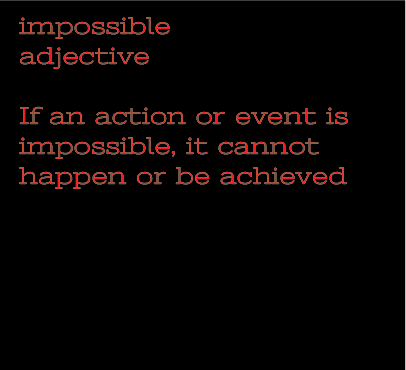 impossible
adjective
If an action or event is
impossible, it cannot
happen or be achieved